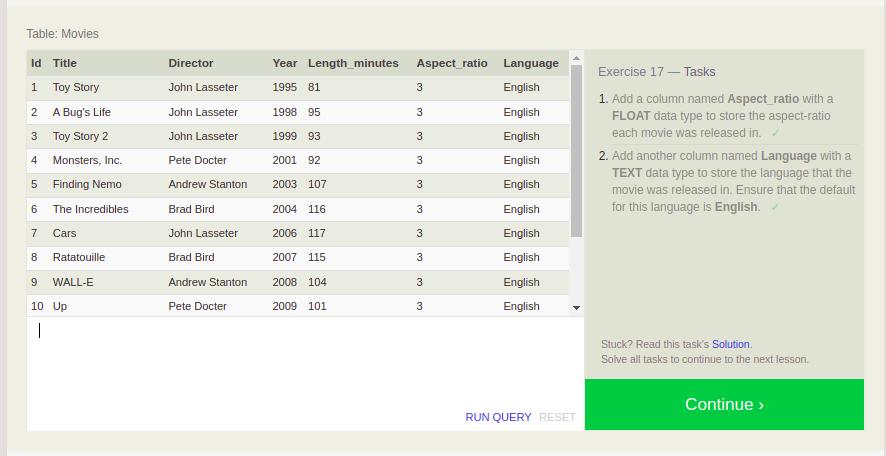 Table: Movies
Id Title Director Year Length_minutes Aspect_ratio Language
1 Toy Story John Lasseter 1995 81 3 English
2 A Bug's Life John Lasseter 1998 95 3 English
3 Toy Story 2 John Lasseter 1999 93 3 English
4 Monsters, Inc. Pete Docter 2001 92 3 English
5 Finding Nemo Andrew Stanton 2003 107 3 English
6 The Incredibles Brad Bird 2004 116 3 English
7 Cars John Lasseter 2006 117 3 English
8 Ratatouille Brad Bird 2007 115 3 English
9 WALL-E Andrew Stanton 2008 104 3 English
10 Up Pete Docter 2009 101 3 English
RUN QUERY RESET
Exercise 17 — Tasks
1. Add a column named Aspect_ratio with a
FLOAT data type to store the aspect-ratio
each movie was released in. ✓
2. Add another column named Language with a
TEXT data type to store the language that the
movie was released in. Ensure that the default
for this language is English. ✓
Stuck? Read this task's Solution.
Solve all tasks to continue to the next lesson.
Continue ›